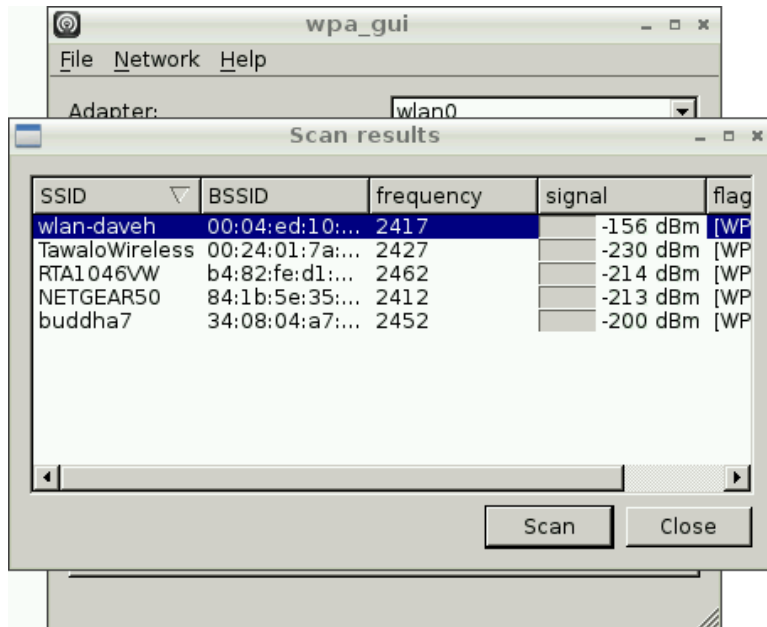 wpa_gui
File Network Help
Adapter: wlan0
Scan results
SSID BSSID frequency signal flag
wlan-daveh 00:04:ed:10:... 2417 -156 dBm [WP
TawaloWireless 00:24:01:7a:... 2427 -230 dBm [WP
RTA1046VW b4:82:fe:d1:... 2462 -214 dBm [WP
NETGEAR50 84:1b:5e:35:... 2412 -213 dBm [WP
buddha7 34:08:04:a7:... 2452 -200 dBm [WP
Scan Close